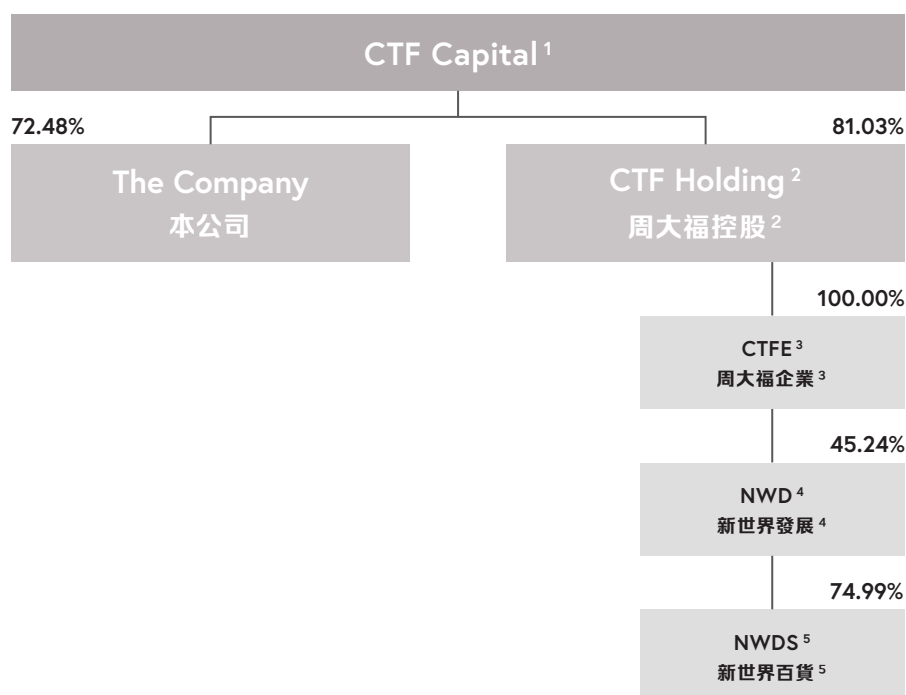 CTF Capital 1
72.48%
81.03%
The Company
本公司
CTF Holding 2
周大福控股 2
100.00%
CTFE 3
周大福企業 3
45.24%
NWD 4
新世界發展 4
74.99%
NWDS 5
新世界百貨 5